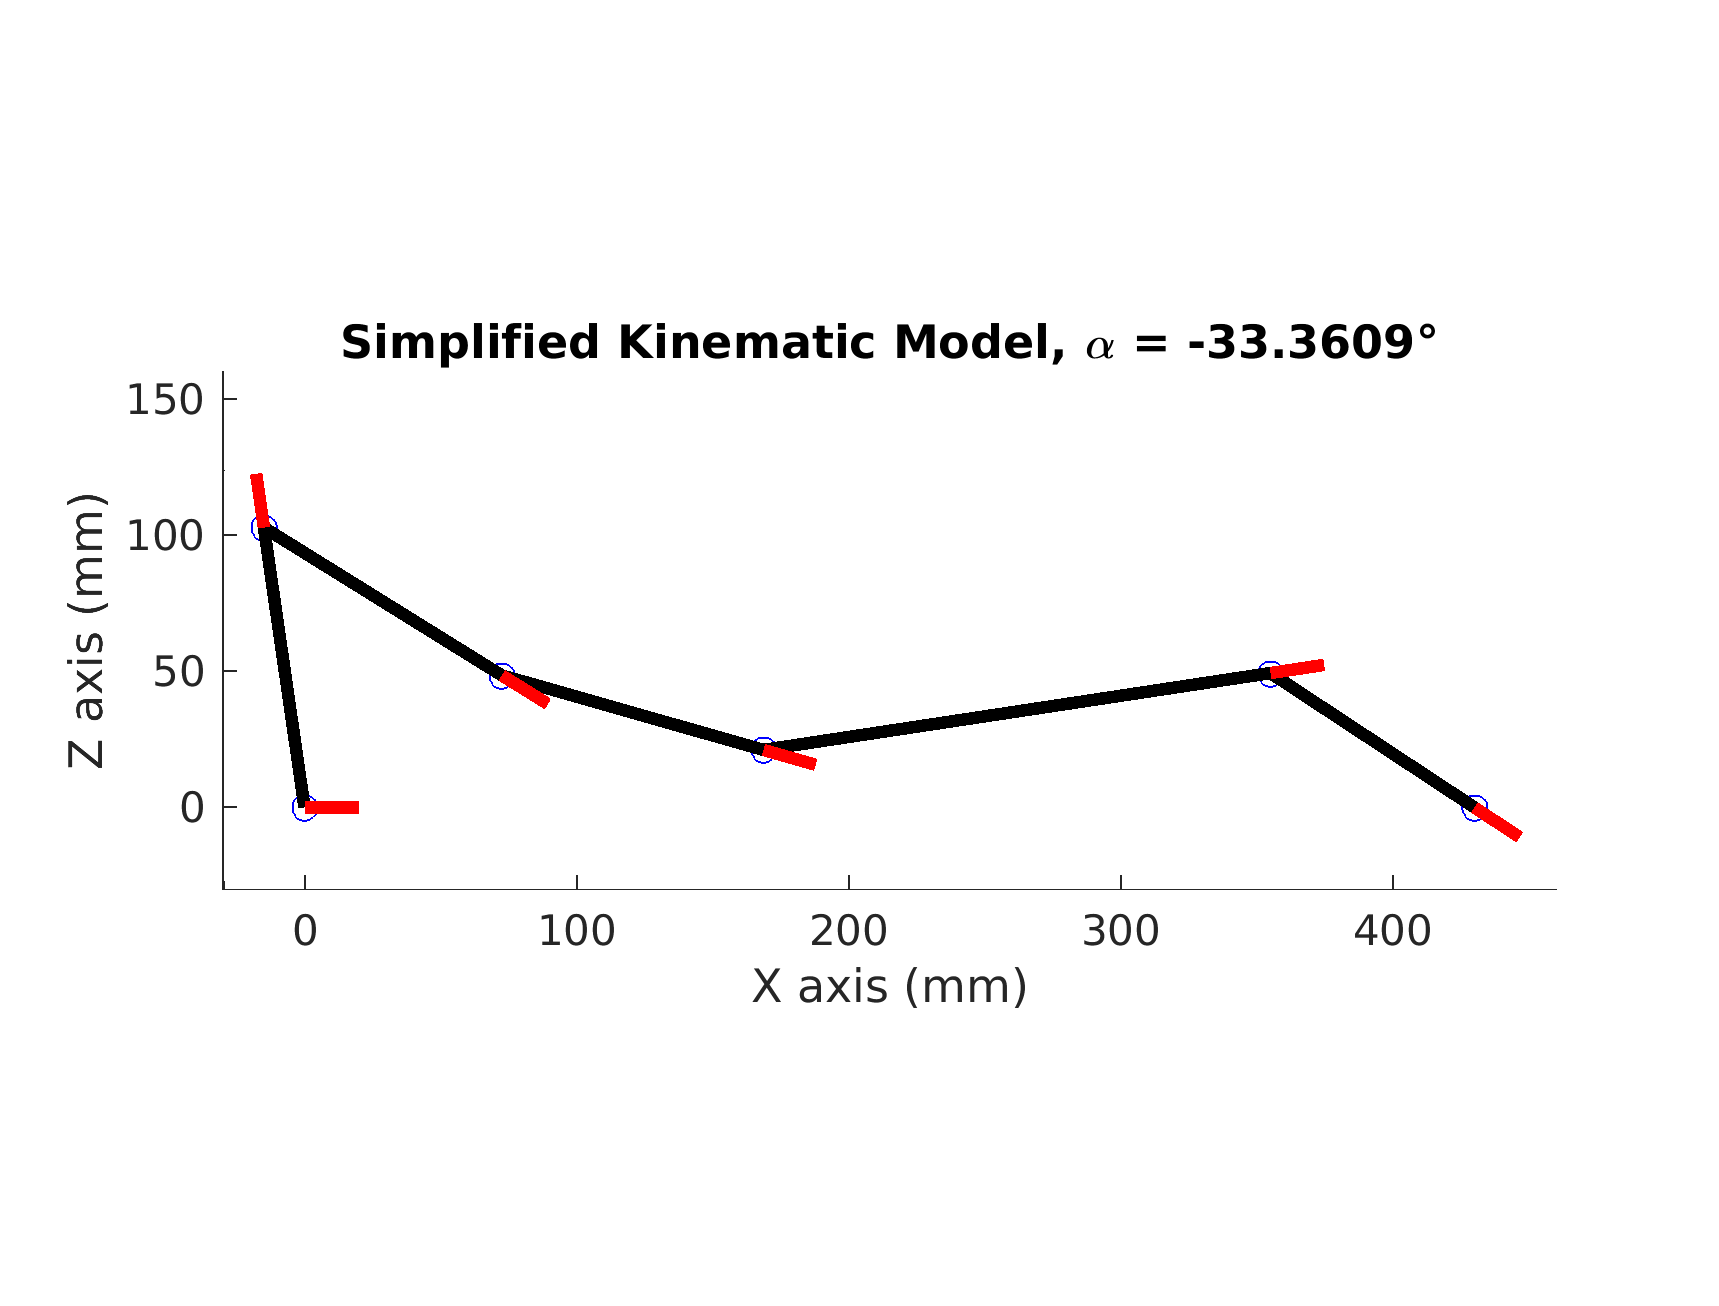 Simplified Kinematic Model, α = -33.3609°
150
100
50
0
Z axis (mm)
0 100 200 300 400
X axis (mm)